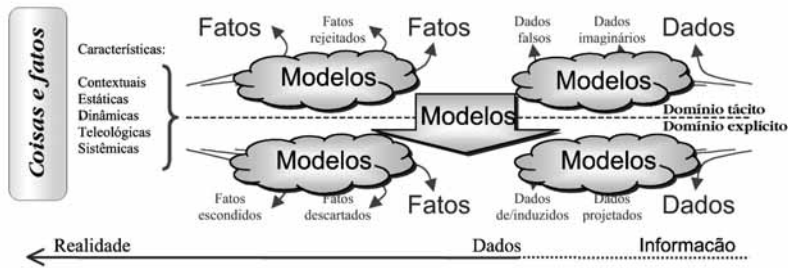 Coisas e fatos
Características:
Contextuais
Estáticas
Dinâmicas
Teleológicas
Sistêmicas
Fatos
Fatos
rejeitados
Fatos
Dados
falsos
Dados
imaginários
Dados
Modelos
Modelos
Modelos
Domínio tácito
Domínio explícito
Modelos
Modelos
Fatos
escondidos
Fatos
descartados
Fatos
Dados
de/induzidos
Dados
projetados
Dados
Realidade
Dados
Informacão